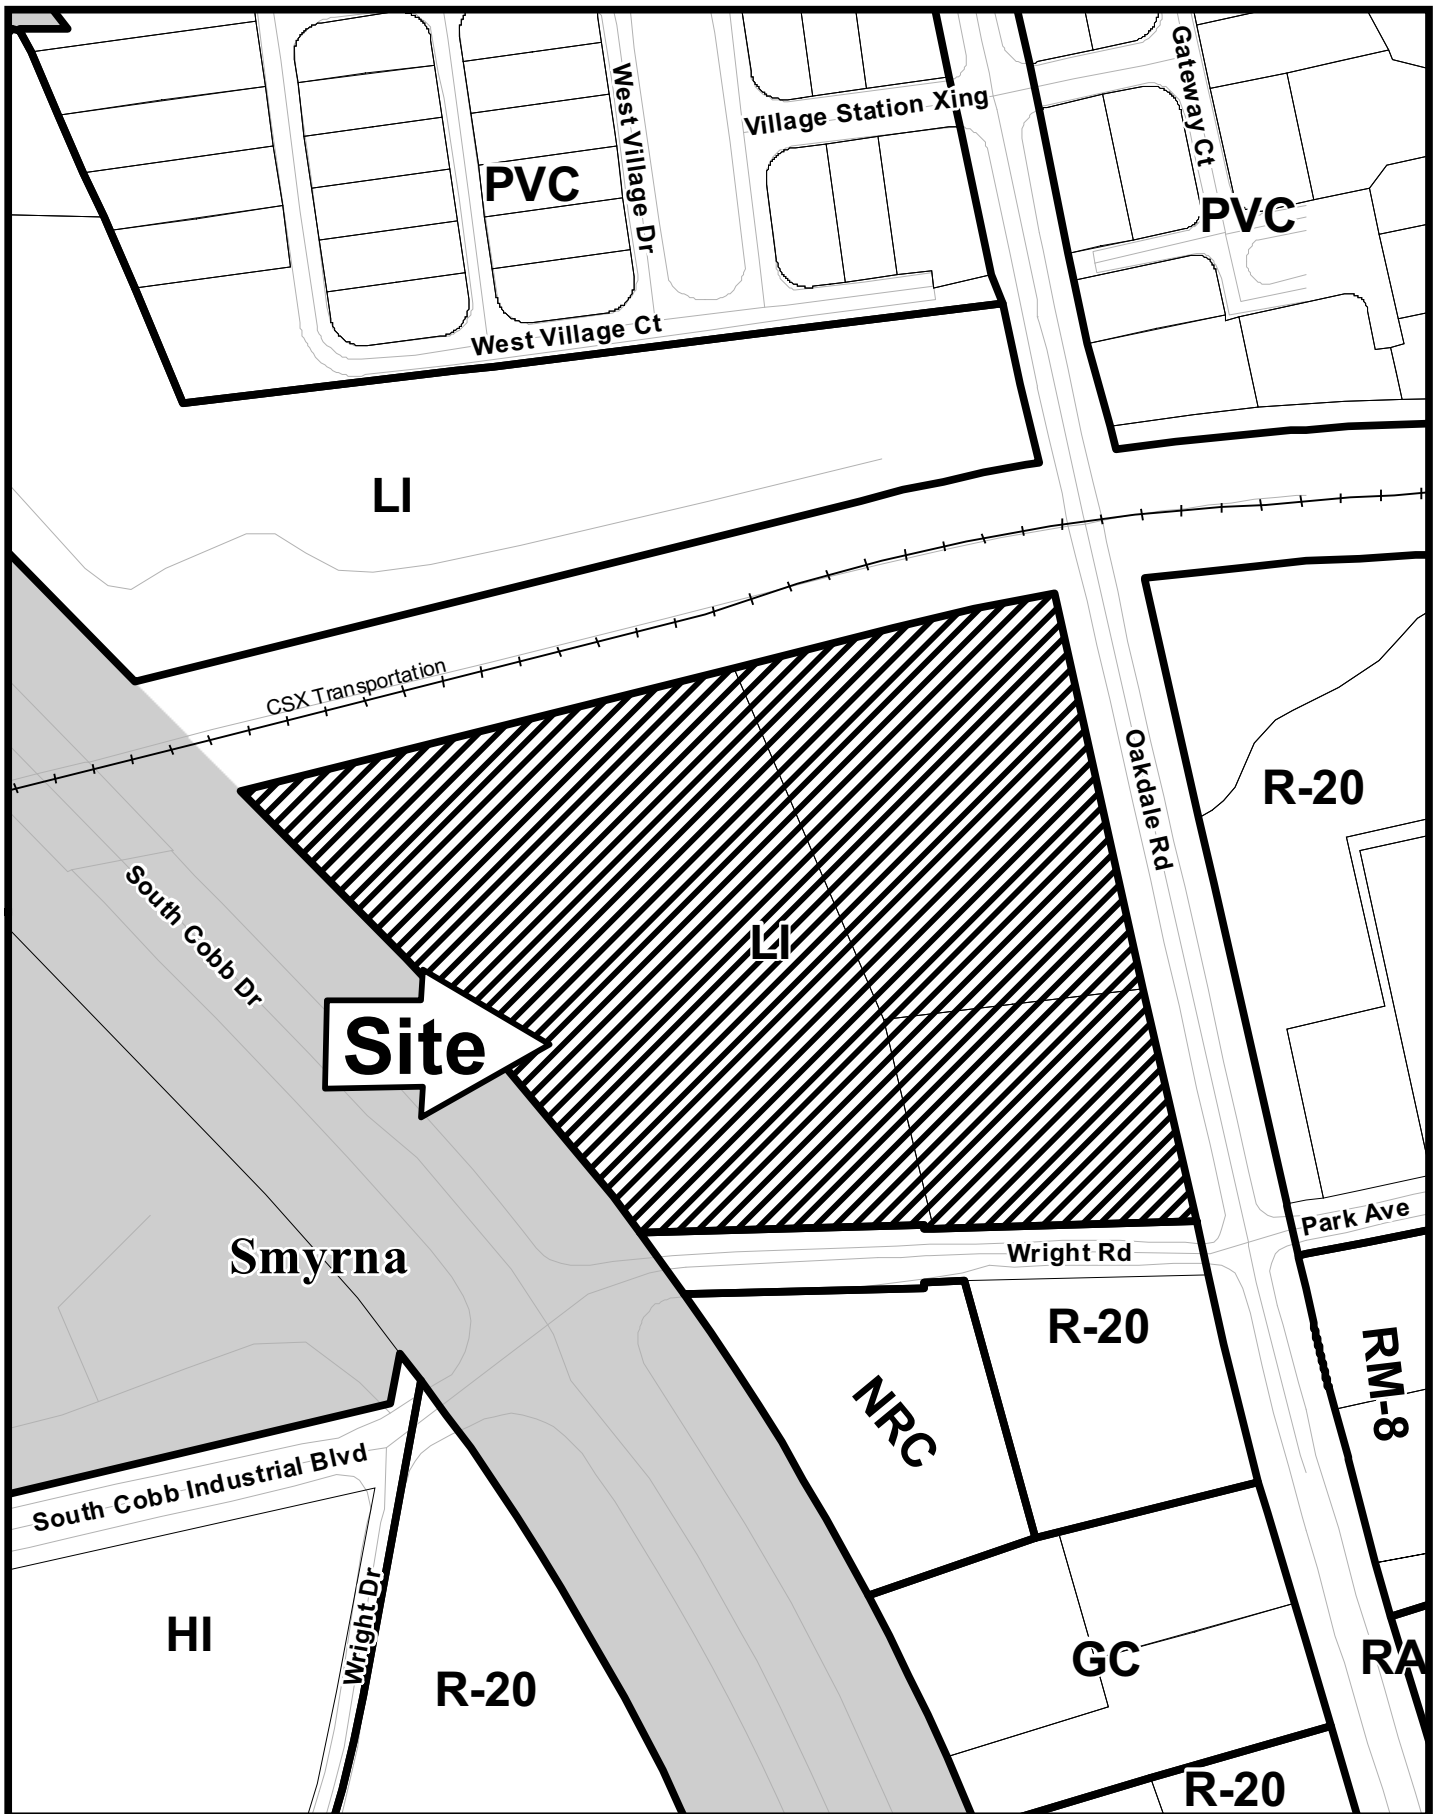 Gateway Ct
West Village Dr
Village Station Xing
PVC
PVC
West Village Ct
LI
CSX Transportation
Oakdale Rd
R-20
South Cobb Dr
LI
Site
Park Ave
Smyrna
Wright Rd
R-20
RM-8
NRC
South Cobb Industrial Blvd
Wright Dr
HI
GC
RA
R-20
R-20